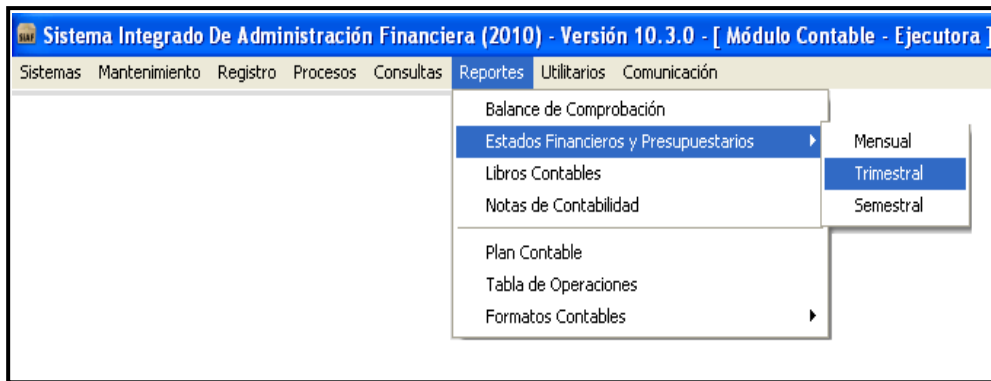 SIAF Sistema Integrado De Administración Financiera (2010) - Versión 10.3.0 - [ Módulo Contable - Ejecutora ]
Sistemas Mantenimiento Registro Procesos Consultas Reportes Utilitarios Comunicación
Balance de Comprobación
Estados Financieros y Presupuestarios
Mensual
Libros Contables
Trimestral
Notas de Contabilidad
Semestral
Plan Contable
Tabla de Operaciones
Formatos Contables